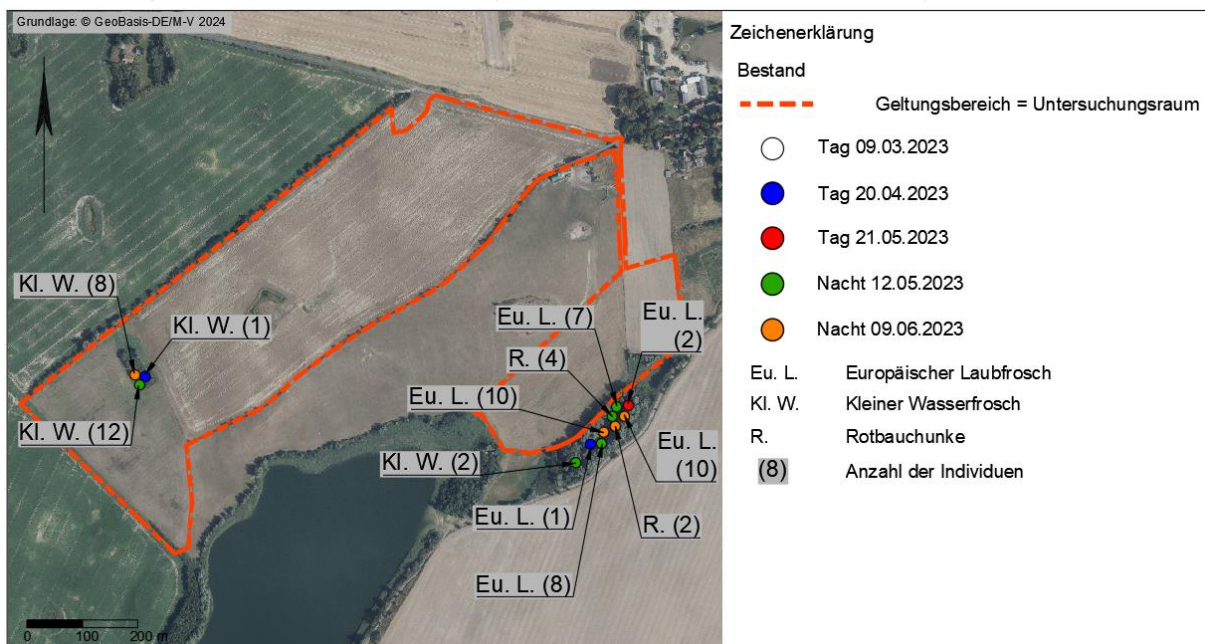 Grundlage: © GeoBasis-DE/M-V 2024
Kl. W. (8)
Kl. W. (1)
Kl. W. (12)
Eu. L. (7)
R. (4)
Eu. L. (10)
Kl. W. (2)
Eu. L. (1)
Eu. L. (8)
Eu. L.
(2)
Eu. L.
(10)
R. (2)
0 100 200 m
Zeichenerklärung
Bestand
Geltungsbereich = Untersuchungsraum
Tag 09.03.2023
Tag 20.04.2023
Tag 21.05.2023
Nacht 12.05.2023
Nacht 09.06.2023
Eu. L. Europäischer Laubfrosch
Kl. W. Kleiner Wasserfrosch
R. Rotbauchunke
(8) Anzahl der Individuen